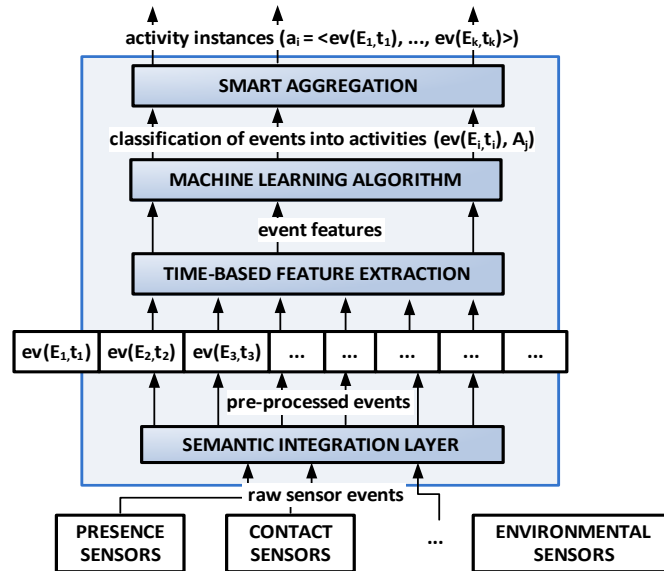 activity instances (aᵢ = <ev(E₁,t₁), ..., ev(Eₖ,tₖ)>)
SMART AGGREGATION
classification of events into activities (ev(Eᵢ,tᵢ), Aⱼ)
MACHINE LEARNING ALGORITHM
event features
TIME-BASED FEATURE EXTRACTION
ev(E₁,t₁) ev(E₂,t₂) ev(E₃,t₃) ... ... ... ... ...
pre-processed events
SEMANTIC INTEGRATION LAYER
raw sensor events
PRESENCE SENSORS
CONTACT SENSORS
...
ENVIRONMENTAL SENSORS